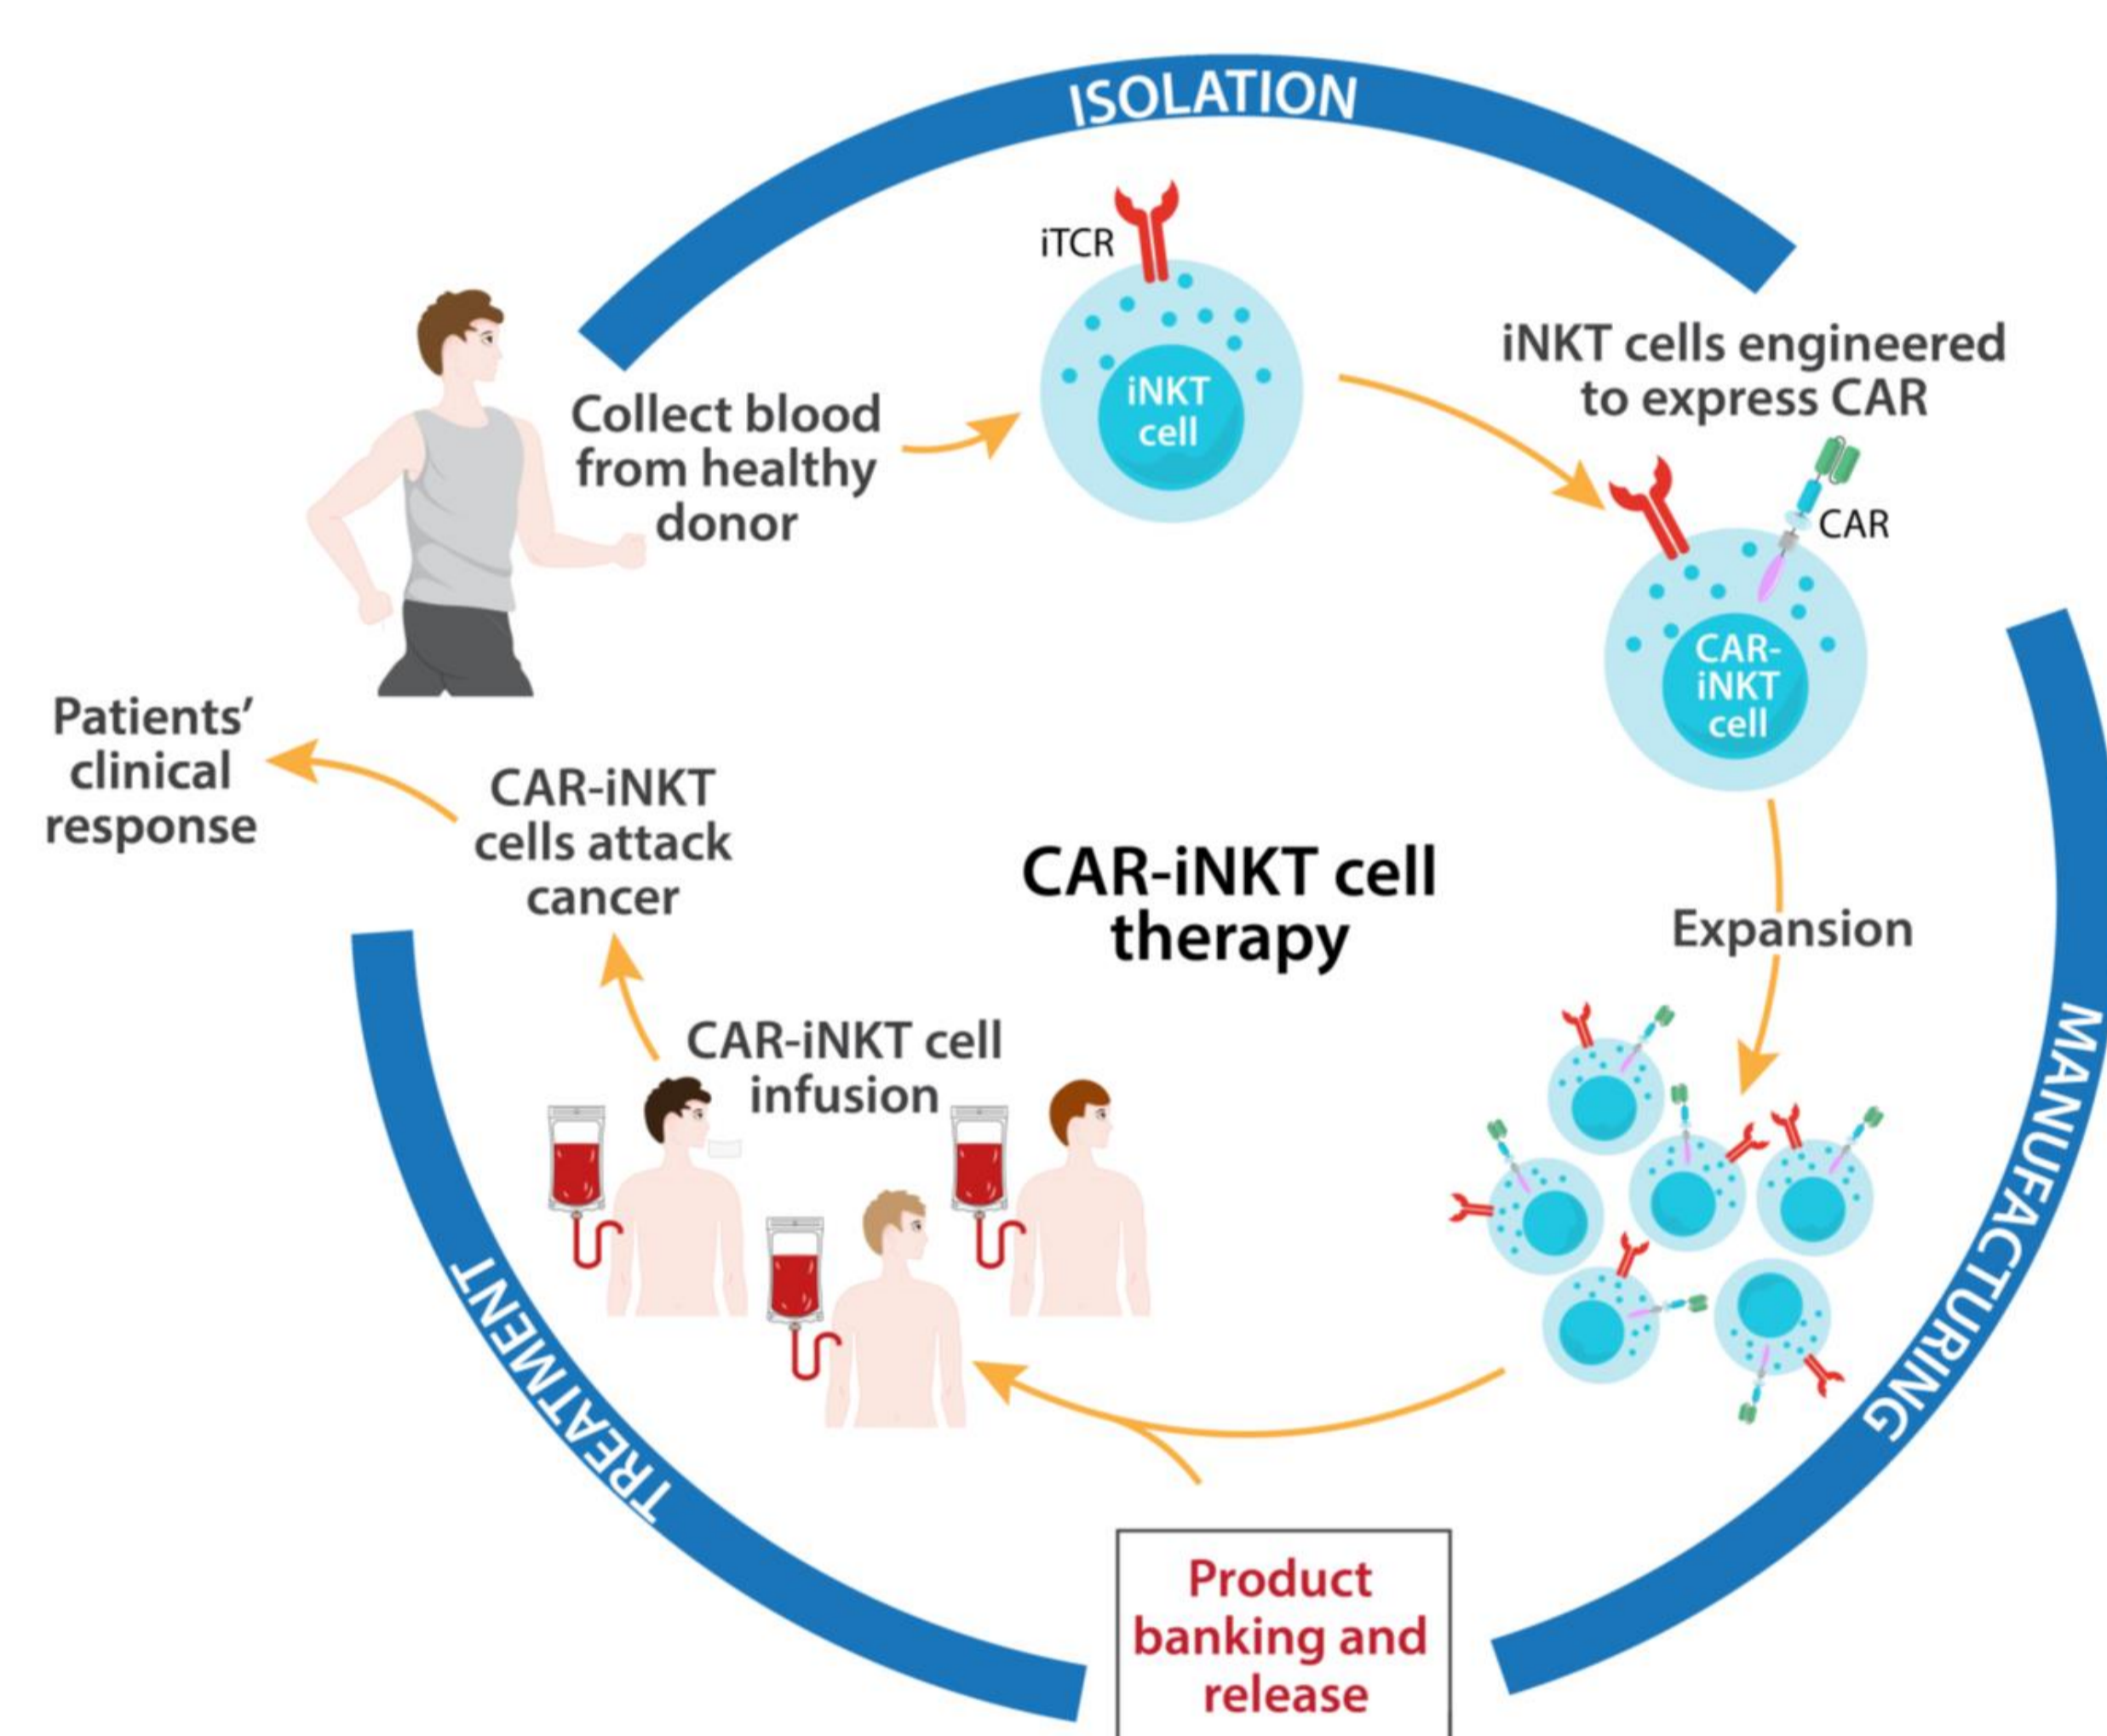 ISOLATION
iTCR
iNKT
cell
Collect blood
from healthy
donor
iNKT cells engineered
to express CAR
CAR
CAR-
iNKT
cell
Expansion
MANUFACTURING
CAR-iNKT cell
therapy
Product
banking and
release
TREATMENT
CAR-iNKT cell
infusion
CAR-iNKT
cells attack
cancer
Patients'
clinical
response